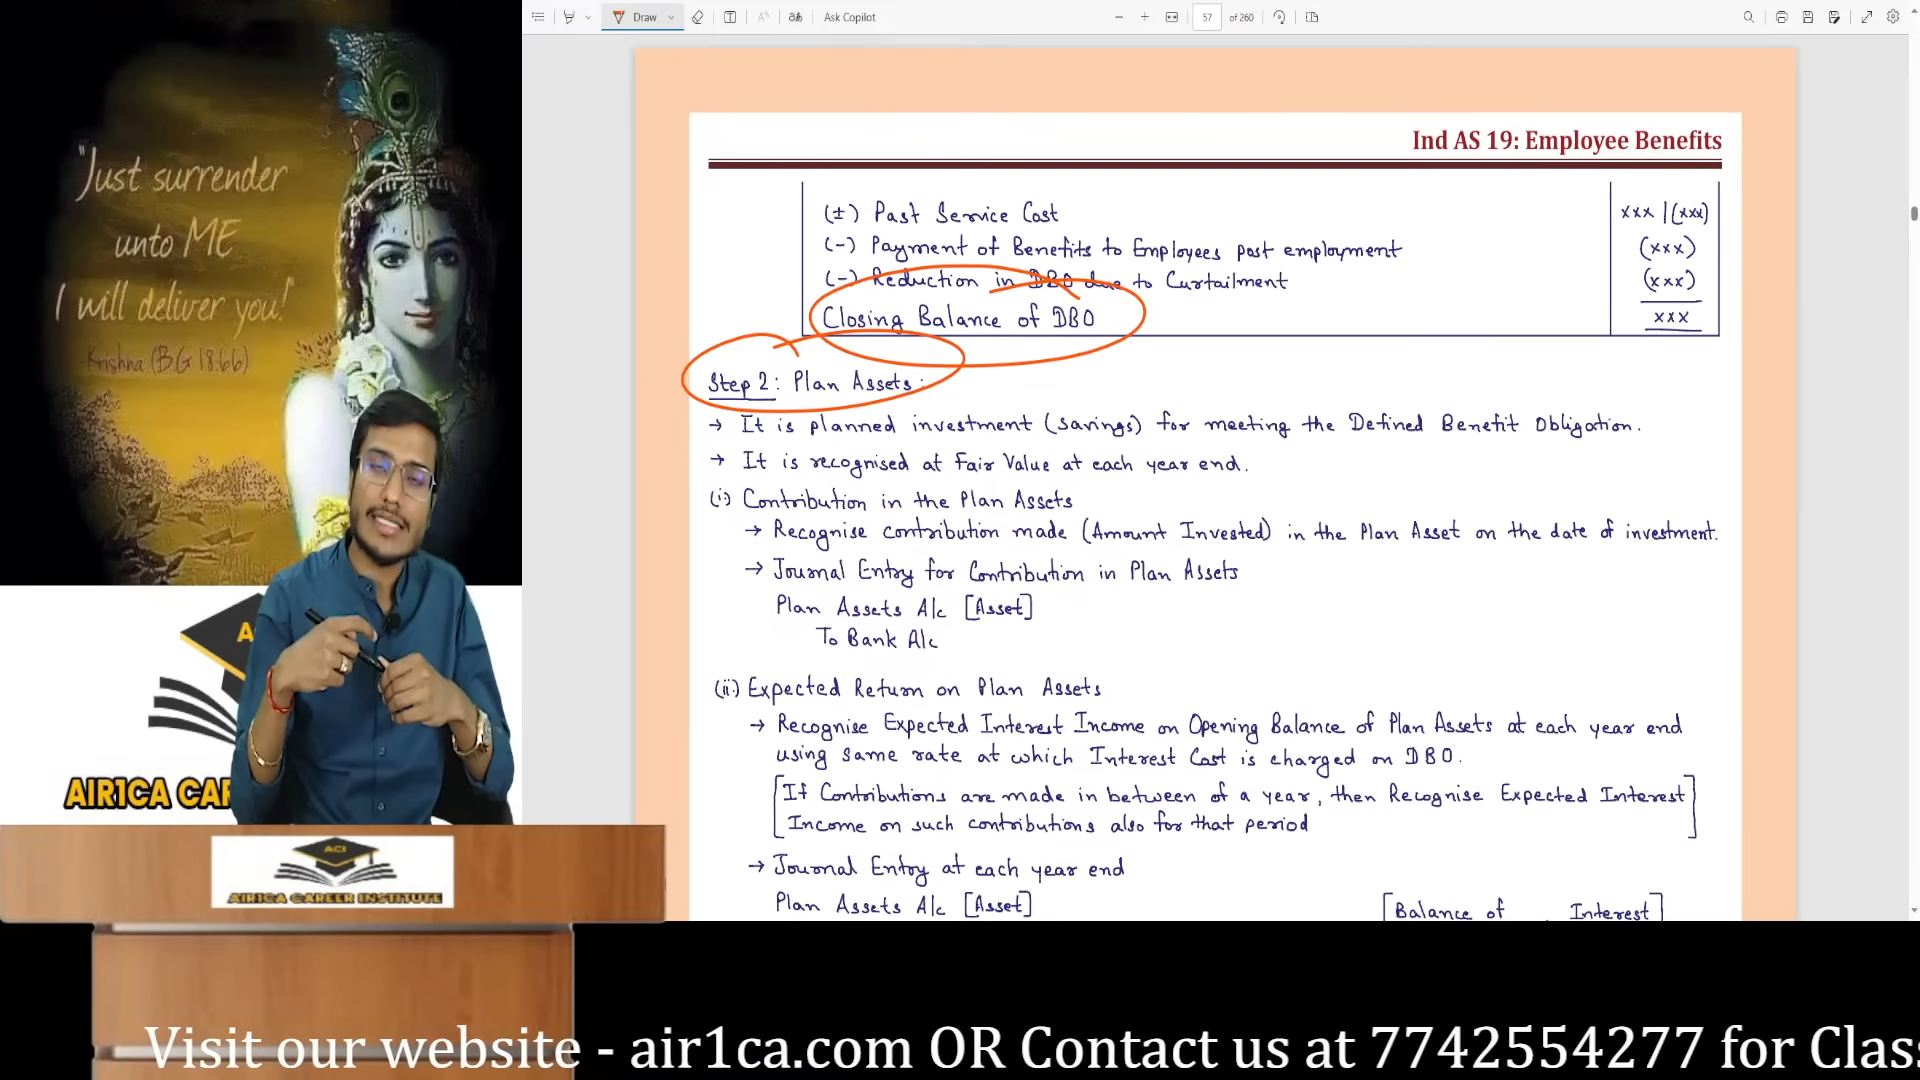 Draw
Ask Copilot
57
of 260
"Just surrender
unto ME
I will deliver you!"
Krishna (B.G 18:66)
Ind AS 19: Employee Benefits
(±) Past Service Cost xxx |(xxx)
(-) Payment of Benefits to Employees post employment (xxx)
(-) Reduction in DBO due to Curtailment (xxx)
Closing Balance of DBO xxx
Step 2: Plan Assets:
→ It is planned investment (savings) for meeting the Defined Benefit Obligation.
→ It is recognised at Fair Value at each year end.
(i) Contribution in the Plan Assets
→ Recognise contribution made (Amount Invested) in the Plan Asset on the date of investment.
→ Journal Entry for Contribution in Plan Assets
Plan Assets A/c [Asset]
To Bank A/c
(ii) Expected Return on Plan Assets
→ Recognise Expected Interest Income on Opening Balance of Plan Assets at each year end
using same rate at which Interest Cost is charged on DBO.
[If Contributions are made in between of a year, then Recognise Expected Interest
Income on such contributions also for that period]
→ Journal Entry at each year end
Plan Assets A/c [Asset] [Balance of Interest]
AIR1CA CAR
ACI
AIR1CA CAREER INSTITUTE
Visit our website - air1ca.com OR Contact us at 7742554277 for Clas